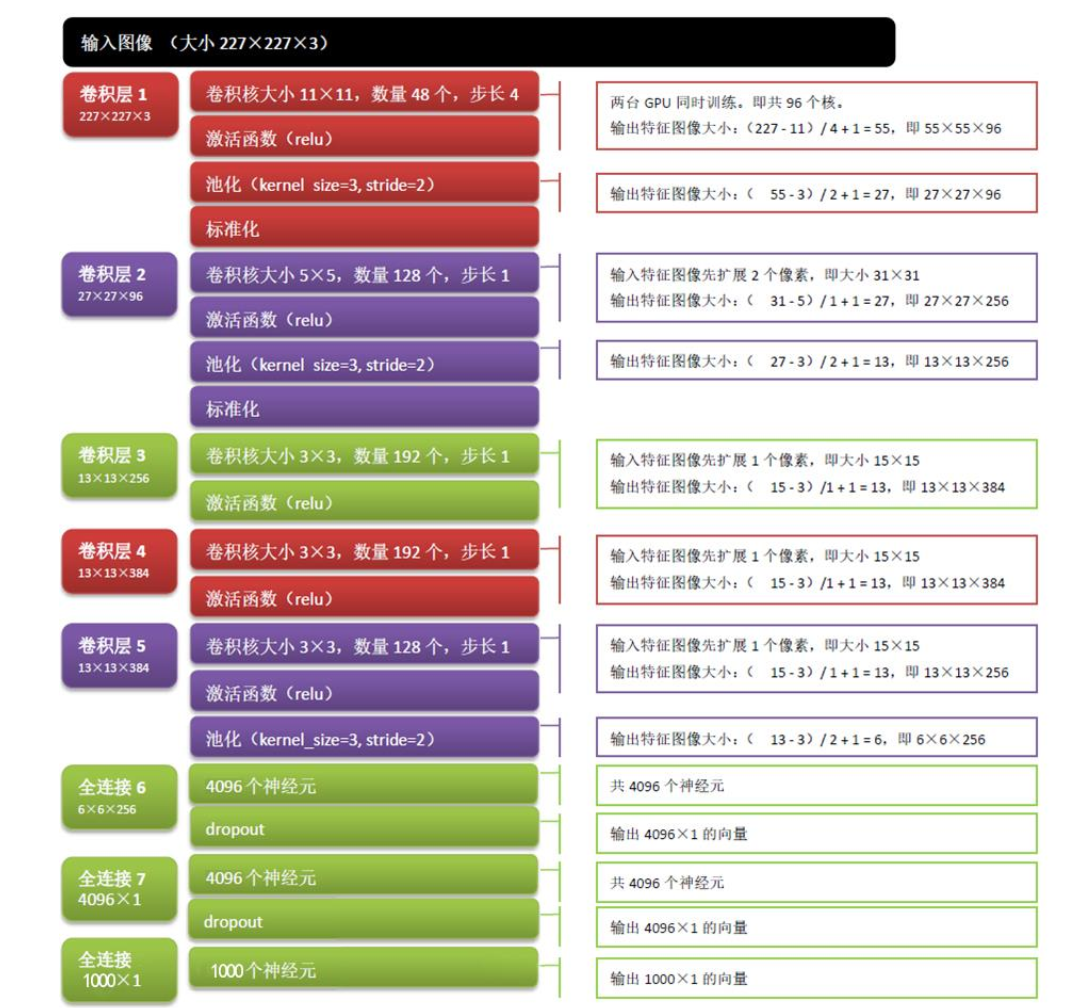 输入图像 （大小 227×227×3）
卷积层 1
227×227×3
卷积核大小 11×11，数量 48 个，步长 4
激活函数（relu）
两台 GPU 同时训练。即共 96 个核。
输出特征图像大小：（227 - 11）/ 4 + 1 = 55，即 55×55×96
池化（kernel size=3, stride=2）
输出特征图像大小：（ 55 - 3）/ 2 + 1 = 27，即 27×27×96
标准化
卷积层 2
27×27×96
卷积核大小 5×5，数量 128 个，步长 1
激活函数（relu）
输入特征图像先扩展 2 个像素，即大小 31×31
输出特征图像大小：（ 31 - 5）/ 1 + 1 = 27，即 27×27×256
池化（kernel size=3, stride=2）
输出特征图像大小：（ 27 - 3）/ 2 + 1 = 13，即 13×13×256
标准化
卷积层 3
13×13×256
卷积核大小 3×3，数量 192 个，步长 1
激活函数（relu）
输入特征图像先扩展 1 个像素，即大小 15×15
输出特征图像大小：（ 15 - 3）/1 + 1 = 13，即 13×13×384
卷积层 4
13×13×384
卷积核大小 3×3，数量 192 个，步长 1
激活函数（relu）
输入特征图像先扩展 1 个像素，即大小 15×15
输出特征图像大小：（ 15 - 3）/1 + 1 = 13，即 13×13×384
卷积层 5
13×13×384
卷积核大小 3×3，数量 128 个，步长 1
激活函数（relu）
输入特征图像先扩展 1 个像素，即大小 15×15
输出特征图像大小：（ 15 - 3）/ 1 + 1 = 13，即 13×13×256
池化（kernel_size=3, stride=2）
输出特征图像大小：（ 13 - 3）/ 2 + 1 = 6，即 6×6×256
全连接 6
6×6×256
4096 个神经元
共 4096 个神经元
dropout
输出 4096×1 的向量
全连接 7
4096×1
4096 个神经元
共 4096 个神经元
dropout
输出 4096×1 的向量
全连接
1000×1
1000个神经元
输出 1000×1 的向量